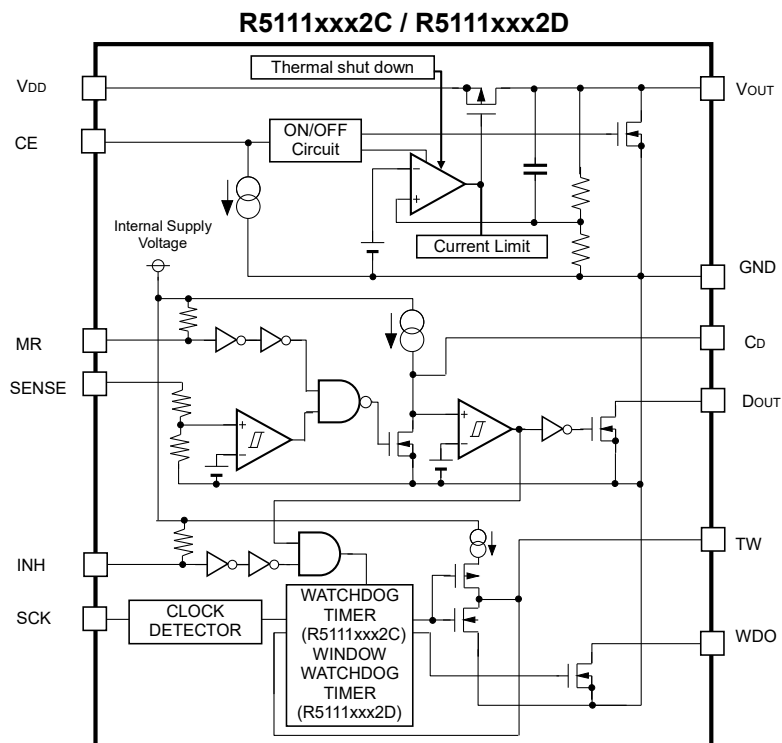 R5111xxx2C / R5111xxx2D
Thermal shut down
VDD
VOUT
CE
ON/OFF
Circuit
−
+
Internal Supply
Voltage
Current Limit
GND
MR
CD
SENSE
DOUT
+
−
+
−
INH
TW
SCK
CLOCK
DETECTOR
WATCHDOG
TIMER
(R5111xxx2C)
WINDOW
WATCHDOG
TIMER
(R5111xxx2D)
WDO